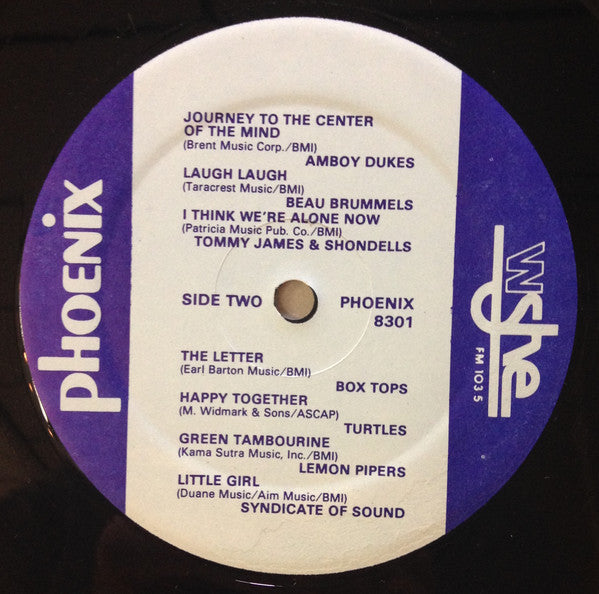 PHOENIX
JOURNEY TO THE CENTER
OF THE MIND
(Brent Music Corp./BMI)
AMBOY DUKES
LAUGH LAUGH
(Taracrest Music/BMI)
BEAU BRUMMELS
I THINK WE'RE ALONE NOW
(Patricia Music Pub. Co./BMI)
TOMMY JAMES & SHONDELLS
SIDE TWO
PHOENIX
8301
THE LETTER
(Earl Barton Music/BMI)
BOX TOPS
HAPPY TOGETHER
(M. Widmark & Sons/ASCAP)
TURTLES
GREEN TAMBOURINE
(Kama Sutra Music, Inc./BMI)
LEMON PIPERS
LITTLE GIRL
(Duane Music/Aim Music/BMI)
SYNDICATE OF SOUND
WShe
FM 103 5